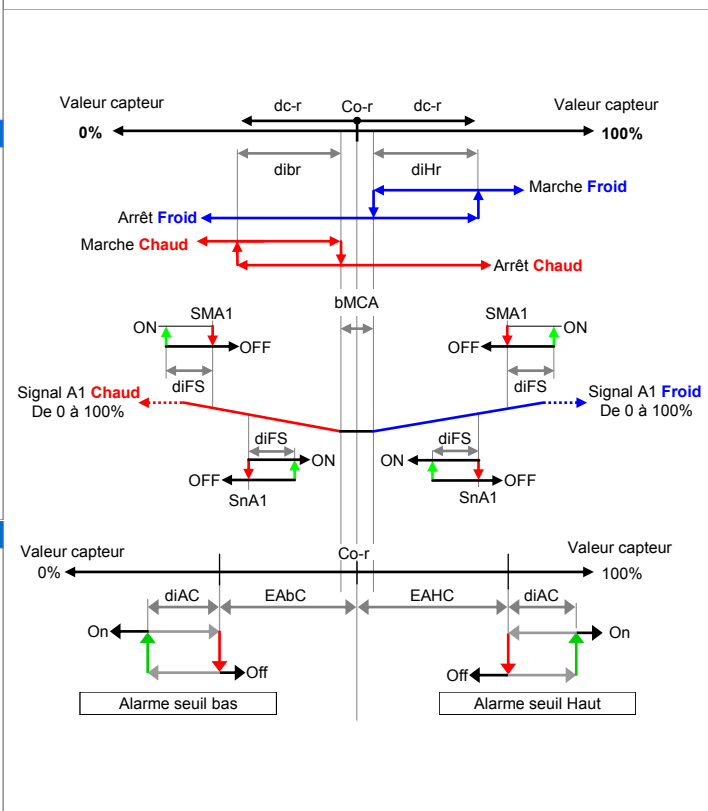 Valeur capteur
dc-r
Co-r
dc-r
Valeur capteur
0%
100%
dibr
diHr
Marche Froid
Arrêt Froid
Marche Chaud
Arrêt Chaud
bMCA
SMA1
ON
OFF
diFS
SMA1
ON
OFF
diFS
Signal A1 Chaud
De 0 à 100%
Signal A1 Froid
De 0 à 100%
diFS
ON
OFF
SnA1
diFS
ON
OFF
SnA1
Valeur capteur
Co-r
Valeur capteur
0%
100%
diAC
EAbC
EAHC
diAC
On
Off
On
Off
Alarme seuil bas
Alarme seuil Haut